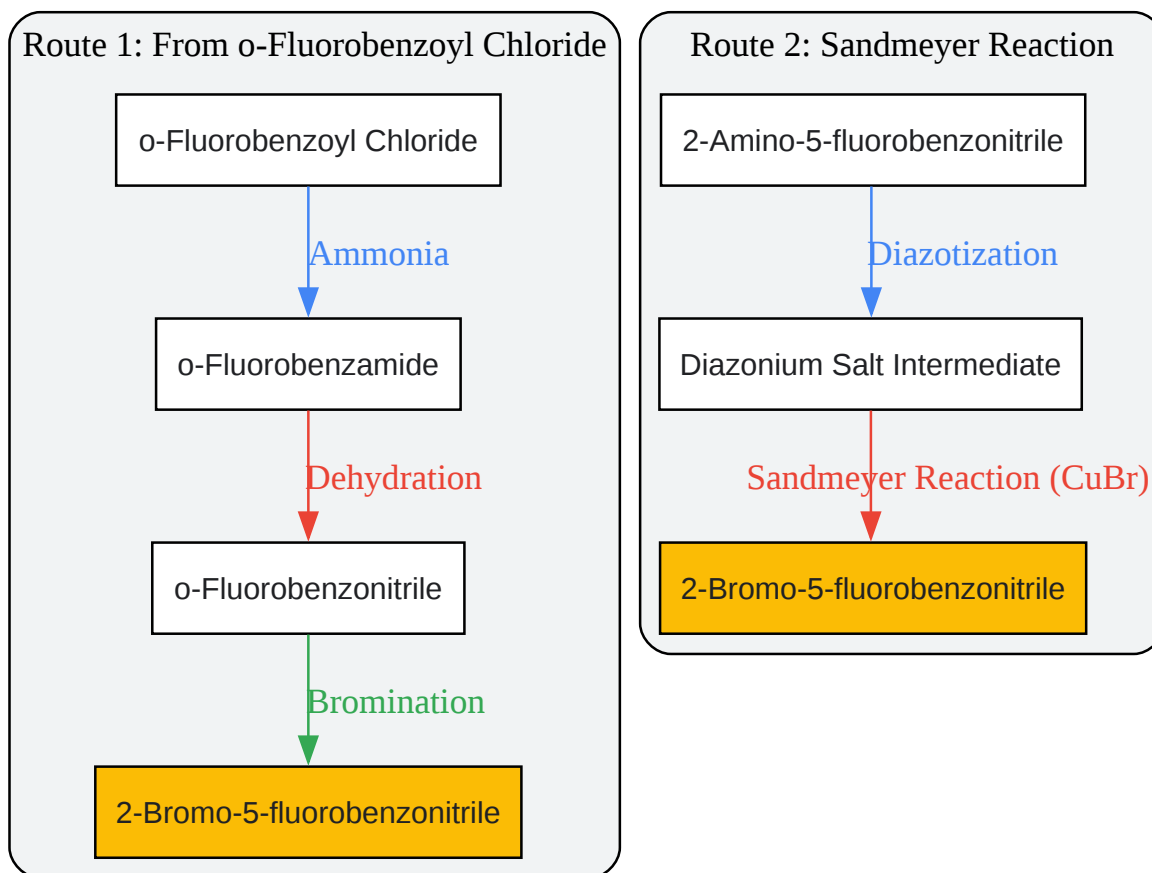 Route 1: From o-Fluorobenzoyl Chloride
o-Fluorobenzoyl Chloride
Ammonia
o-Fluorobenzamide
Dehydration
o-Fluorobenzonitrile
Bromination
2-Bromo-5-fluorobenzonitrile
Route 2: Sandmeyer Reaction
2-Amino-5-fluorobenzonitrile
Diazotization
Diazonium Salt Intermediate
Sandmeyer Reaction (CuBr)
2-Bromo-5-fluorobenzonitrile